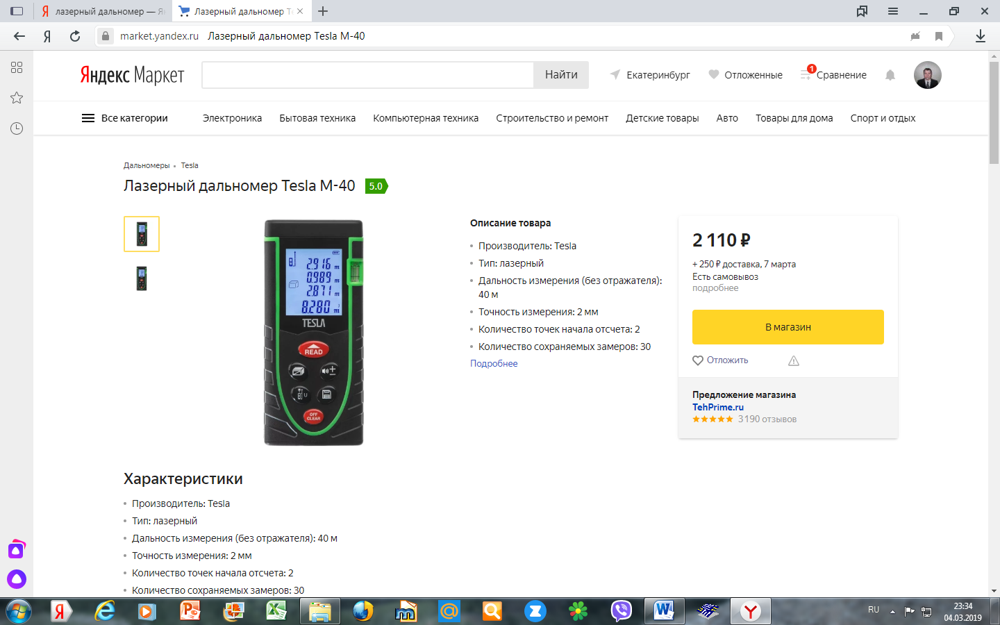 лазерный дальномер —
Лазерный дальномер
market.yandex.ru Лазерный дальномер Tesla M-40
Яндекс Маркет
Найти
Екатеринбург
Отложенные
1
Сравнение
Все категории
Электроника
Бытовая техника
Компьютерная техника
Строительство и ремонт
Детские товары
Авто
Товары для дома
Спорт и отдых
Дальномеры • Tesla
Лазерный дальномер Tesla M-40 5.0
2.916 m
0.989 m
2.871 m
8.280 m
TESLA
READ
OFF
CLEAR
Описание товара
• Производитель: Tesla
• Тип: лазерный
• Дальность измерения (без отражателя):
40 м
• Точность измерения: 2 мм
• Количество точек начала отсчета: 2
• Количество сохраняемых замеров: 30
Подробнее
2 110 ₽
+ 250 ₽ доставка, 7 марта
Есть самовывоз
подробнее
В магазин
Отложить
Предложение магазина
TehPrime.ru
3 190 отзывов
Характеристики
• Производитель: Tesla
• Тип: лазерный
• Дальность измерения (без отражателя): 40 м
• Точность измерения: 2 мм
• Количество точек начала отсчета: 2
• Количество сохраняемых замеров: 30
RU
23:34
04.03.2019